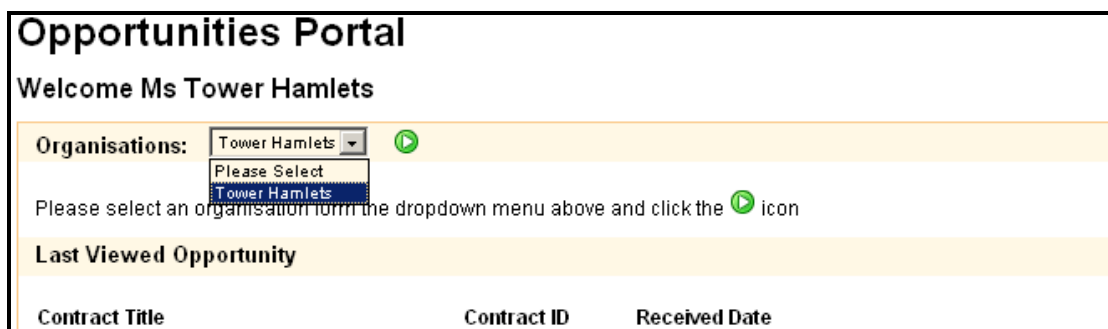 Opportunities Portal
Welcome Ms Tower Hamlets
Organisations: Tower Hamlets
Please Select
Tower Hamlets
Please select an organisation form the dropdown menu above and click the icon
Last Viewed Opportunity
Contract Title Contract ID Received Date